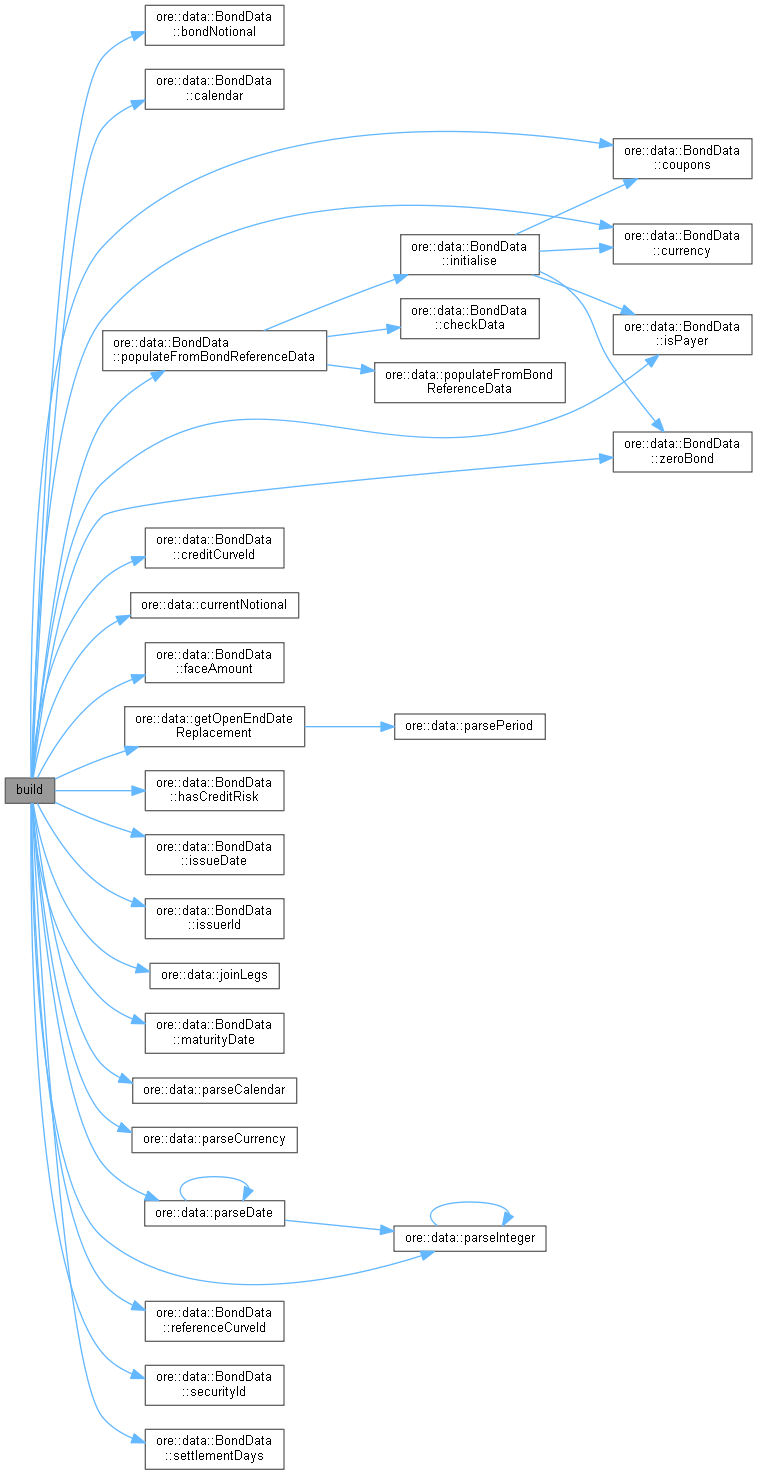 ore::data::BondData
::bondNotional
ore::data::BondData
::calendar
ore::data::BondData
::coupons
ore::data::BondData
::currency
ore::data::BondData
::initialise
ore::data::BondData
::checkData
ore::data::BondData
::isPayer
ore::data::BondData
::populateFromBondReferenceData
ore::data::populateFromBond
ReferenceData
ore::data::BondData
::zeroBond
ore::data::BondData
::creditCurveId
ore::data::currentNotional
ore::data::BondData
::faceAmount
ore::data::getOpenEndDate
Replacement
ore::data::parsePeriod
build
ore::data::BondData
::hasCreditRisk
ore::data::BondData
::issueDate
ore::data::BondData
::issuerId
ore::data::joinLegs
ore::data::BondData
::maturityDate
ore::data::parseCalendar
ore::data::parseCurrency
ore::data::parseDate
ore::data::parseInteger
ore::data::BondData
::referenceCurveId
ore::data::BondData
::securityId
ore::data::BondData
::settlementDays